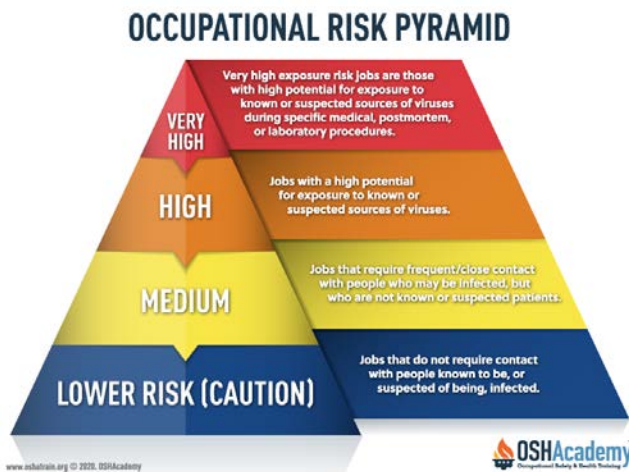 OCCUPATIONAL RISK PYRAMID
VERY
HIGH
Very high exposure risk jobs are those
with high potential for exposure to
known or suspected sources of viruses
during specific medical, postmortem,
or laboratory procedures.
HIGH
Jobs with a high potential
for exposure to known or
suspected sources of viruses.
MEDIUM
Jobs that require frequent/close contact
with people who may be infected, but
who are not known or suspected patients.
LOWER RISK (CAUTION)
Jobs that do not require contact
with people known to be, or
suspected of being, infected.
www.oshatrain.org © 2020. OSHAcademy
OSHAcademy
Occupational Safety & Health Training